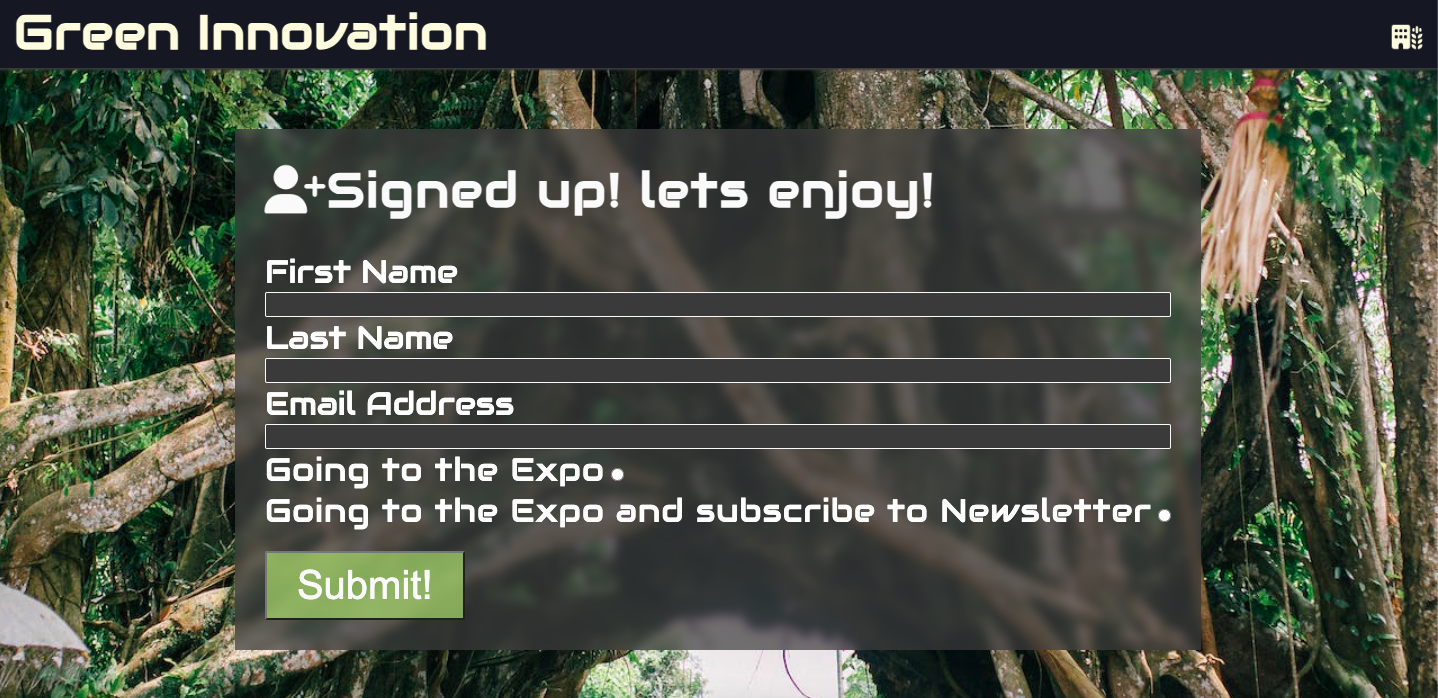 Green Innovation
Signed up! lets enjoy!
First Name
Last Name
Email Address
Going to the Expo
Going to the Expo and subscribe to Newsletter
Submit!